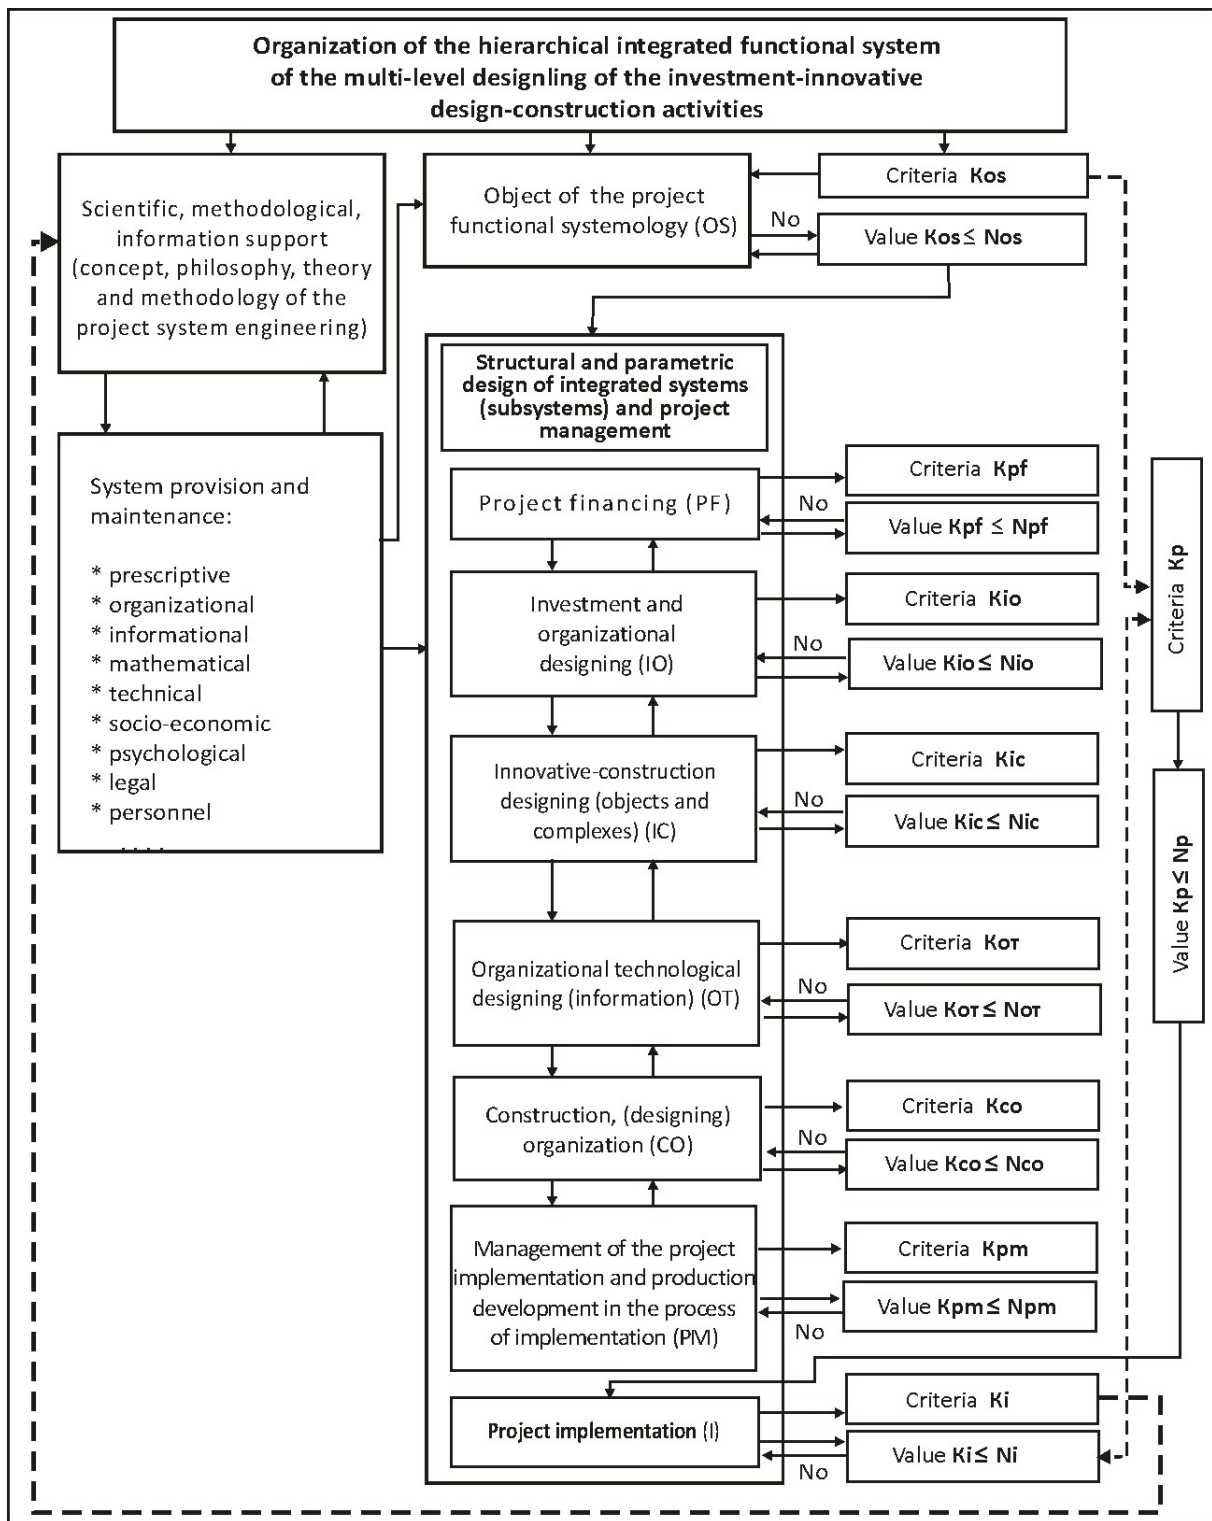 Organization of the hierarchical integrated functional system
of the multi-level designling of the investment-innovative
design-construction activities
Scientific, methodological,
information support
(concept, philosophy, theory
and methodology of the
project system engineering)
Object of the project
functional systemology (OS)
Criteria Kos
No
Value Kos ≤ Nos
System provision and
maintenance:
* prescriptive
* organizational
* informational
* mathematical
* technical
* socio-economic
* psychological
* legal
* personnel
. . . .
Structural and parametric
design of integrated systems
(subsystems) and project
management
Project financing (PF)
Criteria Kpf
No
Value Kpf ≤ Npf
Investment and
organizational
designing (IO)
Criteria Kio
No
Value Kio ≤ Nio
Innovative-construction
designing (objects and
complexes) (IC)
Criteria Kic
No
Value Kic ≤ Nic
Organizational technological
designing (information) (OT)
Criteria Kот
No
Value Kот ≤ Nот
Construction, (designing)
organization (CO)
Criteria Kco
No
Value Kco ≤ Nco
Management of the project
implementation and production
development in the process
of implementation (PM)
Criteria Kpm
Value Kpm ≤ Npm
No
Project implementation (I)
Criteria Ki
Value Ki ≤ Ni
No
Criteria Kp
Value Kp ≤ Np